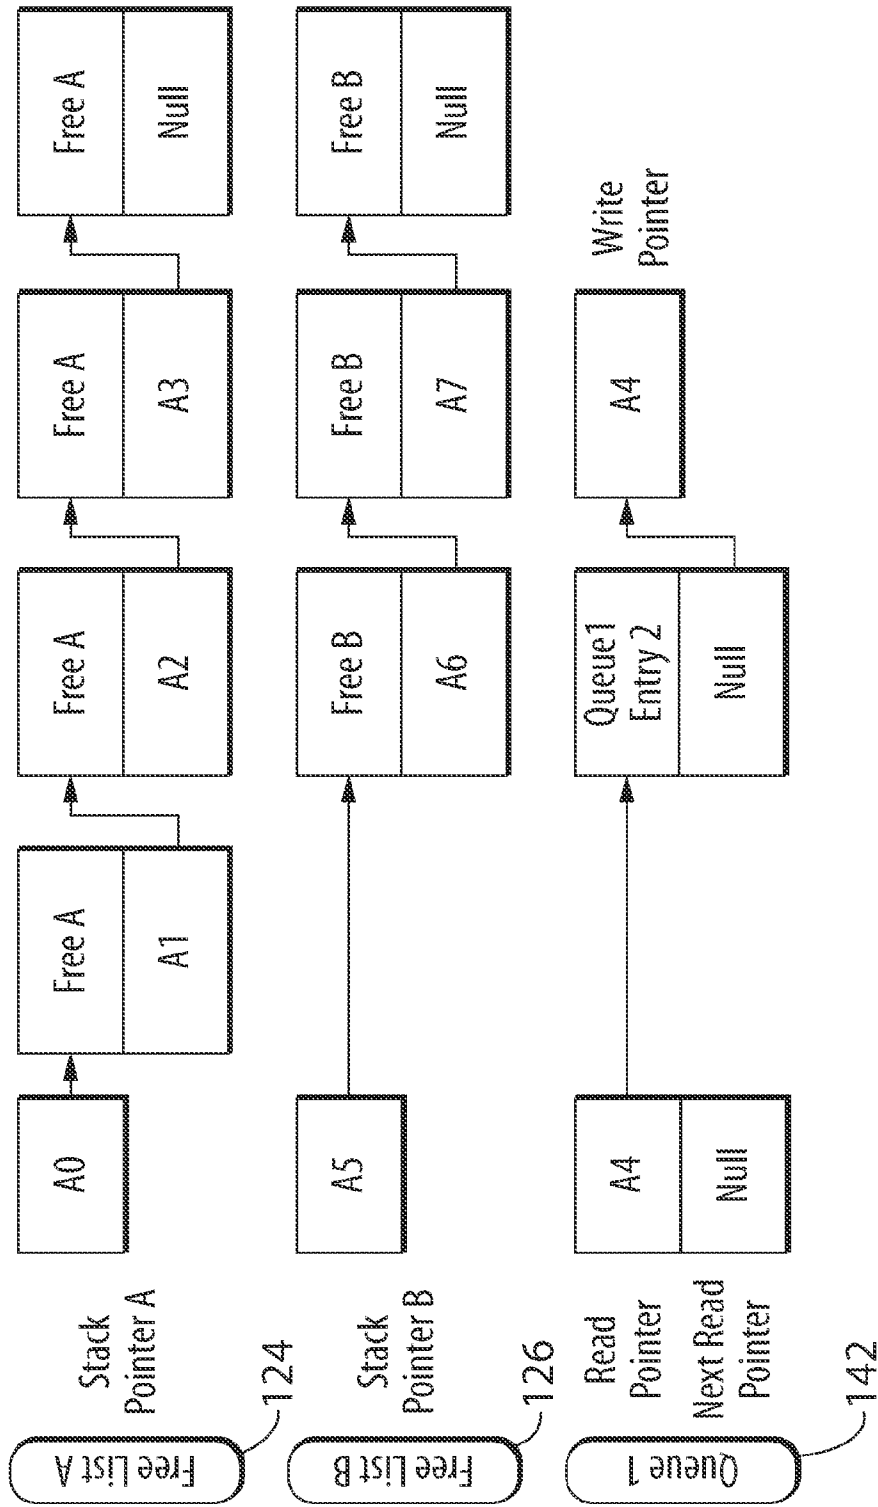 Free List A
124
Stack
Pointer A
A0
Free A
A1
Free A
A2
Free A
A3
Free A
Null
Free List B
126
Stack
Pointer B
A5
Free B
A6
Free B
A7
Free B
Null
Queue 1
142
Read
Pointer
Next Read
Pointer
A4
Null
Queue1
Entry 2
Null
A4
Write
Pointer